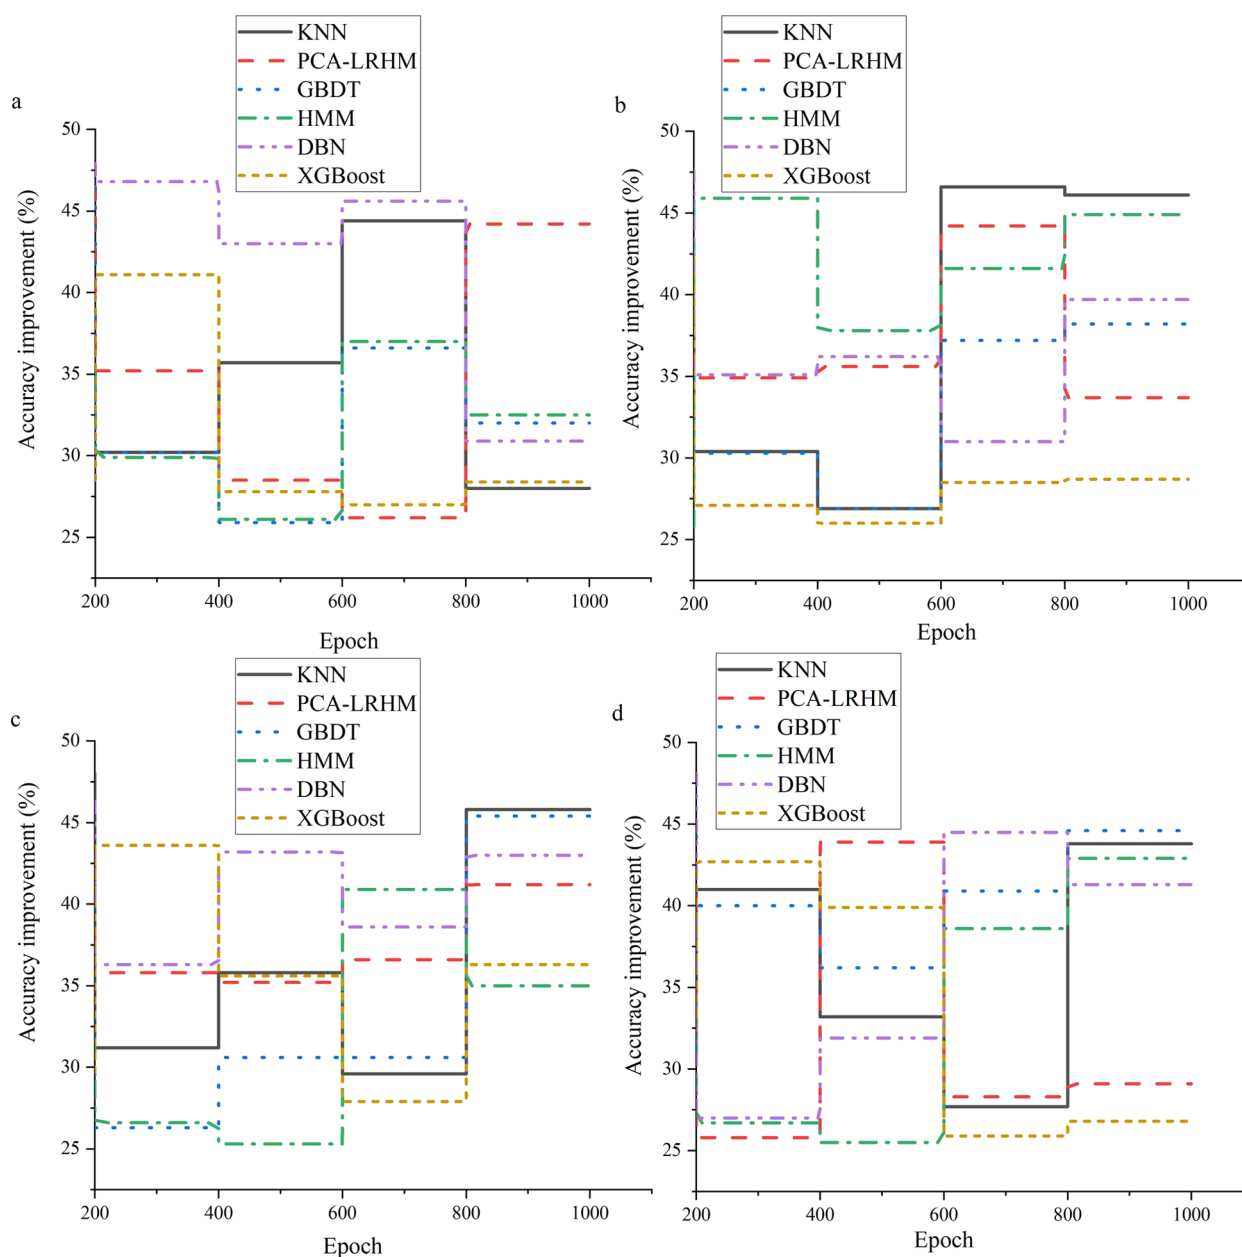 a
KNN
PCA-LRHM
GBDT
HMM
DBN
XGBoost
Accuracy improvement (%)
50
45
40
35
30
25
200 400 600 800 1000
Epoch
b
KNN
PCA-LRHM
GBDT
HMM
DBN
XGBoost
Accuracy improvement (%)
50
45
40
35
30
25
200 400 600 800 1000
Epoch
c
KNN
PCA-LRHM
GBDT
HMM
DBN
XGBoost
Accuracy improvement (%)
50
45
40
35
30
25
200 400 600 800 1000
Epoch
d
KNN
PCA-LRHM
GBDT
HMM
DBN
XGBoost
Accuracy improvement (%)
50
45
40
35
30
25
200 400 600 800 1000
Epoch